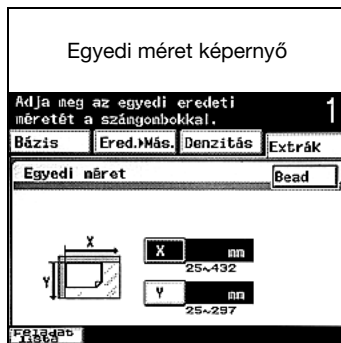 Egyedi méret képernyő
Adja meg az egyedi eredeti 1
méretét a számgombokkal.
Bázis Ered.▶Más. Denzitás Extrák
Egyedi méret Bead
X
X mm
25~432
Y
Y mm
25~297
Feladat
lista